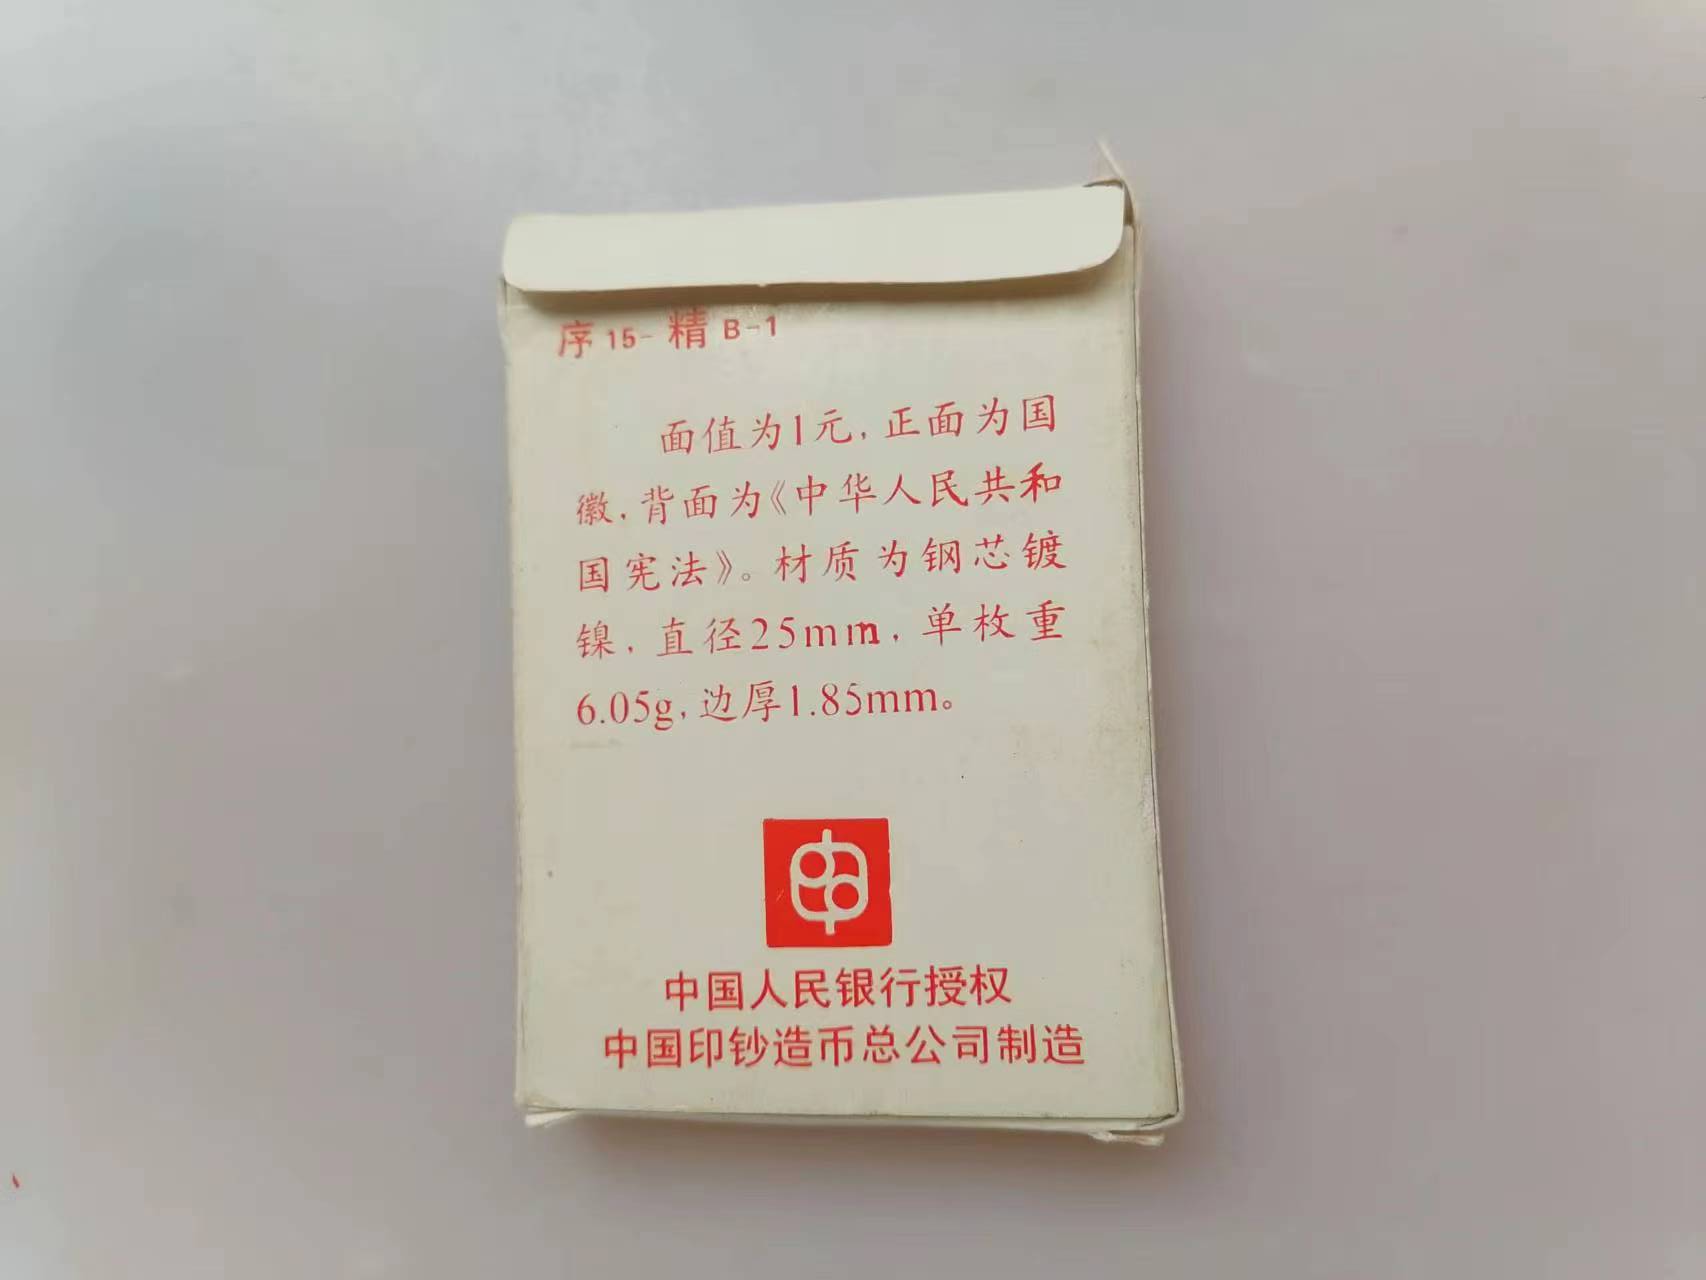 序15-精B-1
面值为1元,正面为国
徽,背面为《中华人民共和
国宪法》。材质为钢芯镀
镍,直径25mm,单枚重
6.05g,边厚1.85mm。
中国人民银行授权
中国印钞造币总公司制造